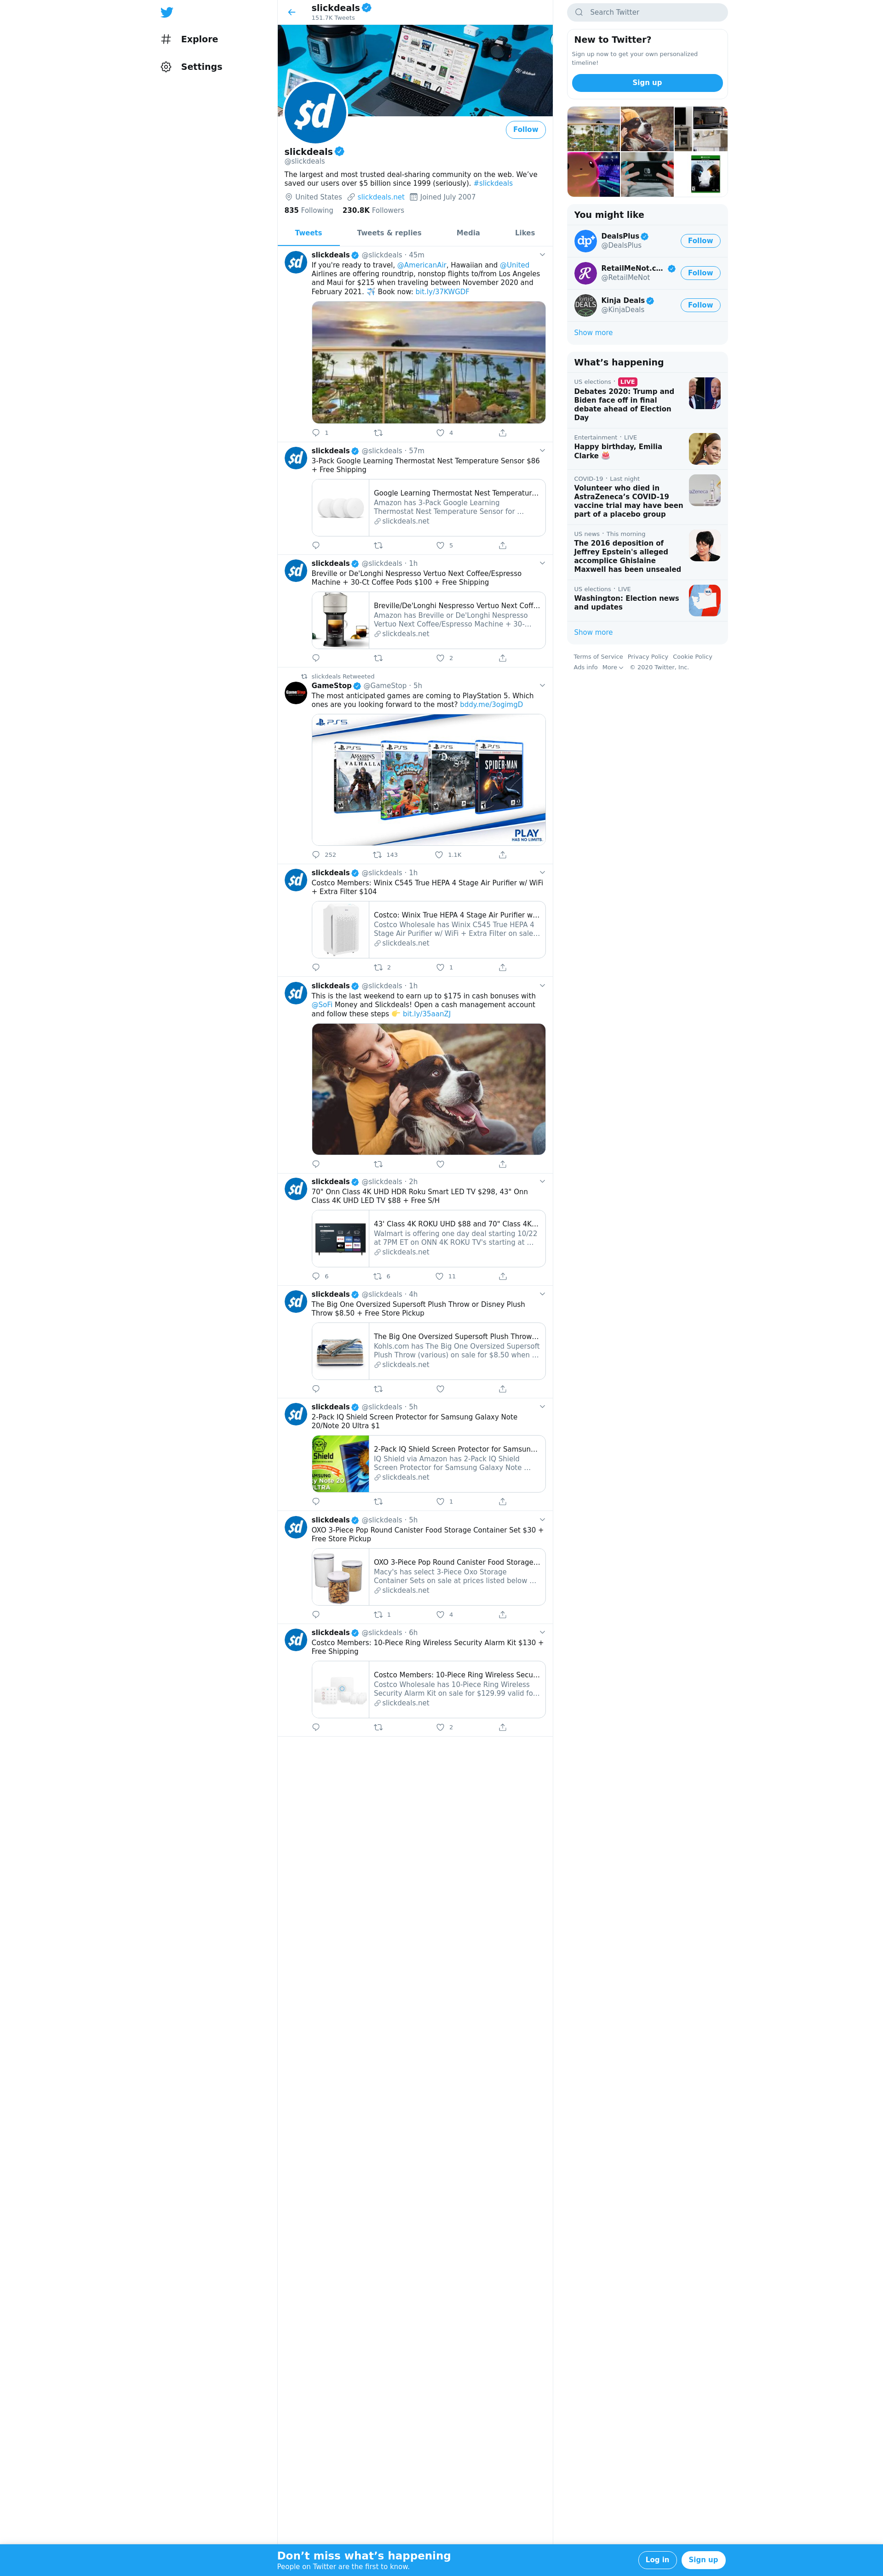 Explore
Settings
slickdeals
151.7K Tweets
$d
Follow
slickdeals
@slickdeals
The largest and most trusted deal-sharing community on the web. We've
saved our users over $5 billion since 1999 (seriously). #slickdeals
United States slickdeals.net Joined July 2007
835 Following 230.8K Followers
Tweets Tweets & replies Media Likes
slickdeals @slickdeals · 45m
If you're ready to travel, @AmericanAir, Hawaiian and @United
Airlines are offering roundtrip, nonstop flights to/from Los Angeles
and Maui for $215 when traveling between November 2020 and
February 2021. ✈️ Book now: bit.ly/37KWGDF
1 4
slickdeals @slickdeals · 57m
3-Pack Google Learning Thermostat Nest Temperature Sensor $86
+ Free Shipping
Google Learning Thermostat Nest Temperatur...
Amazon has 3-Pack Google Learning
Thermostat Nest Temperature Sensor for ...
slickdeals.net
5
slickdeals @slickdeals · 1h
Breville or De'Longhi Nespresso Vertuo Next Coffee/Espresso
Machine + 30-Ct Coffee Pods $100 + Free Shipping
Breville/De'Longhi Nespresso Vertuo Next Coff...
Amazon has Breville or De'Longhi Nespresso
Vertuo Next Coffee/Espresso Machine + 30-...
slickdeals.net
2
slickdeals Retweeted
GameStop @GameStop · 5h
The most anticipated games are coming to PlayStation 5. Which
ones are you looking forward to the most? bddy.me/3ogimgD
PS5
ASSASSIN'S CREED
VALHALLA
SACKBOY
Demon's Souls
SPIDER-MAN
PLAY
HAS NO LIMITS.
252 143 1.1K
slickdeals @slickdeals · 1h
Costco Members: Winix C545 True HEPA 4 Stage Air Purifier w/ WiFi
+ Extra Filter $104
Costco: Winix True HEPA 4 Stage Air Purifier w...
Costco Wholesale has Winix C545 True HEPA 4
Stage Air Purifier w/ WiFi + Extra Filter on sale...
slickdeals.net
2 1
slickdeals @slickdeals · 1h
This is the last weekend to earn up to $175 in cash bonuses with
@SoFi Money and Slickdeals! Open a cash management account
and follow these steps 👉 bit.ly/35aanZJ
slickdeals @slickdeals · 2h
70" Onn Class 4K UHD HDR Roku Smart LED TV $298, 43" Onn
Class 4K UHD LED TV $88 + Free S/H
43' Class 4K ROKU UHD $88 and 70" Class 4K...
Walmart is offering one day deal starting 10/22
at 7PM ET on ONN 4K ROKU TV's starting at ...
slickdeals.net
6 6 11
slickdeals @slickdeals · 4h
The Big One Oversized Supersoft Plush Throw or Disney Plush
Throw $8.50 + Free Store Pickup
The Big One Oversized Supersoft Plush Throw...
Kohls.com has The Big One Oversized Supersoft
Plush Throw (various) on sale for $8.50 when ...
slickdeals.net
slickdeals @slickdeals · 5h
2-Pack IQ Shield Screen Protector for Samsung Galaxy Note
20/Note 20 Ultra $1
2-Pack IQ Shield Screen Protector for Samsun...
IQ Shield via Amazon has 2-Pack IQ Shield
Screen Protector for Samsung Galaxy Note ...
slickdeals.net
1
slickdeals @slickdeals · 5h
OXO 3-Piece Pop Round Canister Food Storage Container Set $30 +
Free Store Pickup
OXO 3-Piece Pop Round Canister Food Storage...
Macy's has select 3-Piece Oxo Storage
Container Sets on sale at prices listed below ...
slickdeals.net
1 4
slickdeals @slickdeals · 6h
Costco Members: 10-Piece Ring Wireless Security Alarm Kit $130 +
Free Shipping
Costco Members: 10-Piece Ring Wireless Secu...
Costco Wholesale has 10-Piece Ring Wireless
Security Alarm Kit on sale for $129.99 valid fo...
slickdeals.net
2
Search Twitter
New to Twitter?
Sign up now to get your own personalized
timeline!
Sign up
You might like
DealsPlus
@DealsPlus
Follow
RetailMeNot.c...
@RetailMeNot
Follow
Kinja Deals
@KinjaDeals
Follow
Show more
What's happening
US elections · LIVE
Debates 2020: Trump and
Biden face off in final
debate ahead of Election
Day
Entertainment · LIVE
Happy birthday, Emilia
Clarke 🎂
COVID-19 · Last night
Volunteer who died in
AstraZeneca's COVID-19
vaccine trial may have been
part of a placebo group
US news · This morning
The 2016 deposition of
Jeffrey Epstein's alleged
accomplice Ghislaine
Maxwell has been unsealed
US elections · LIVE
Washington: Election news
and updates
Show more
Terms of Service Privacy Policy Cookie Policy
Ads info More © 2020 Twitter, Inc.
Don't miss what's happening
People on Twitter are the first to know.
Log in Sign up